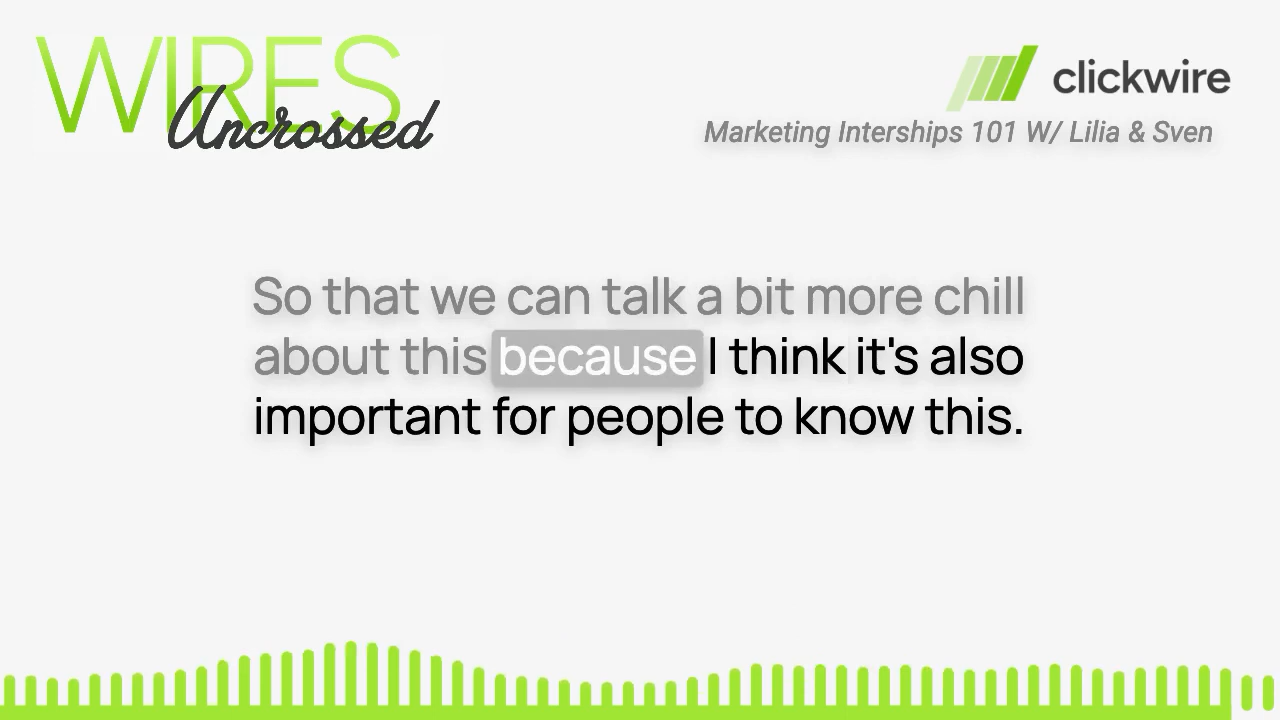 WIRES
Uncrossed
clickwire
Marketing Interships 101 W/ Lilia & Sven
So that we can talk a bit more chill
about this because I think it's also
important for people to know this.